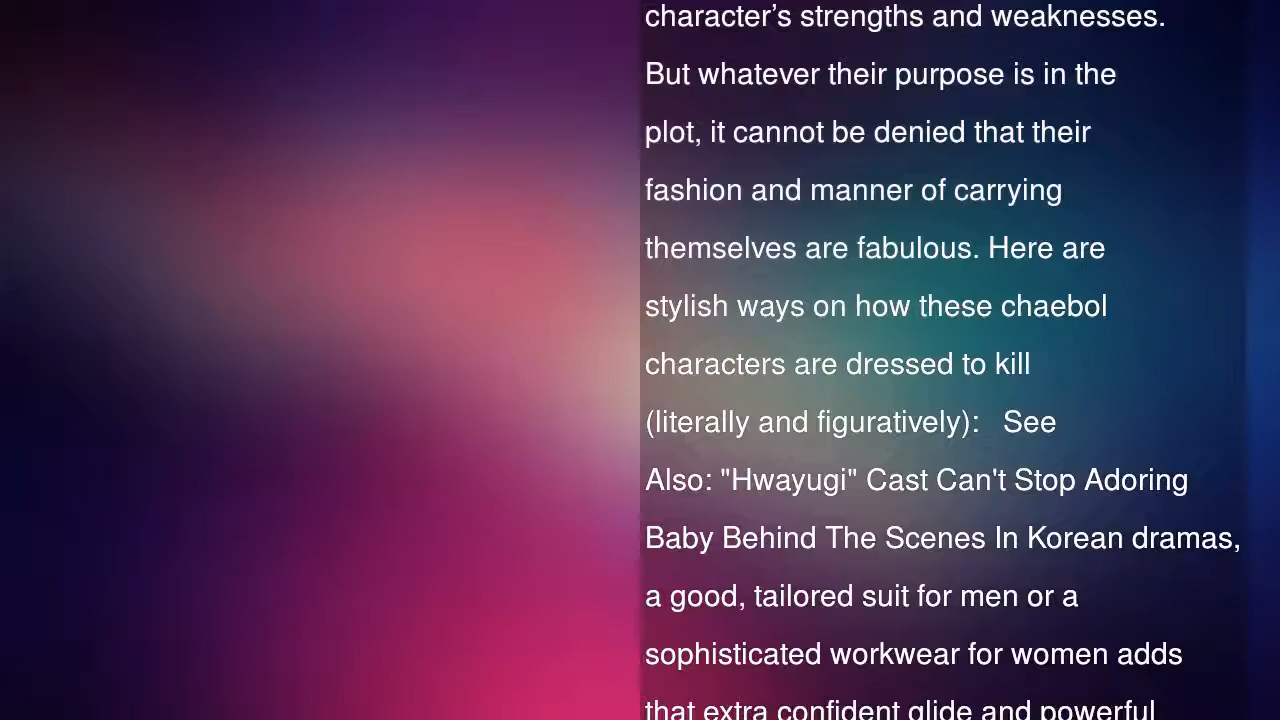 character’s strengths and weaknesses.
But whatever their purpose is in the
plot, it cannot be denied that their
fashion and manner of carrying
themselves are fabulous. Here are
stylish ways on how these chaebol
characters are dressed to kill
(literally and figuratively):   See
Also: "Hwayugi" Cast Can't Stop Adoring
Baby Behind The Scenes In Korean dramas,
a good, tailored suit for men or a
sophisticated workwear for women adds
that extra confident glide and powerful